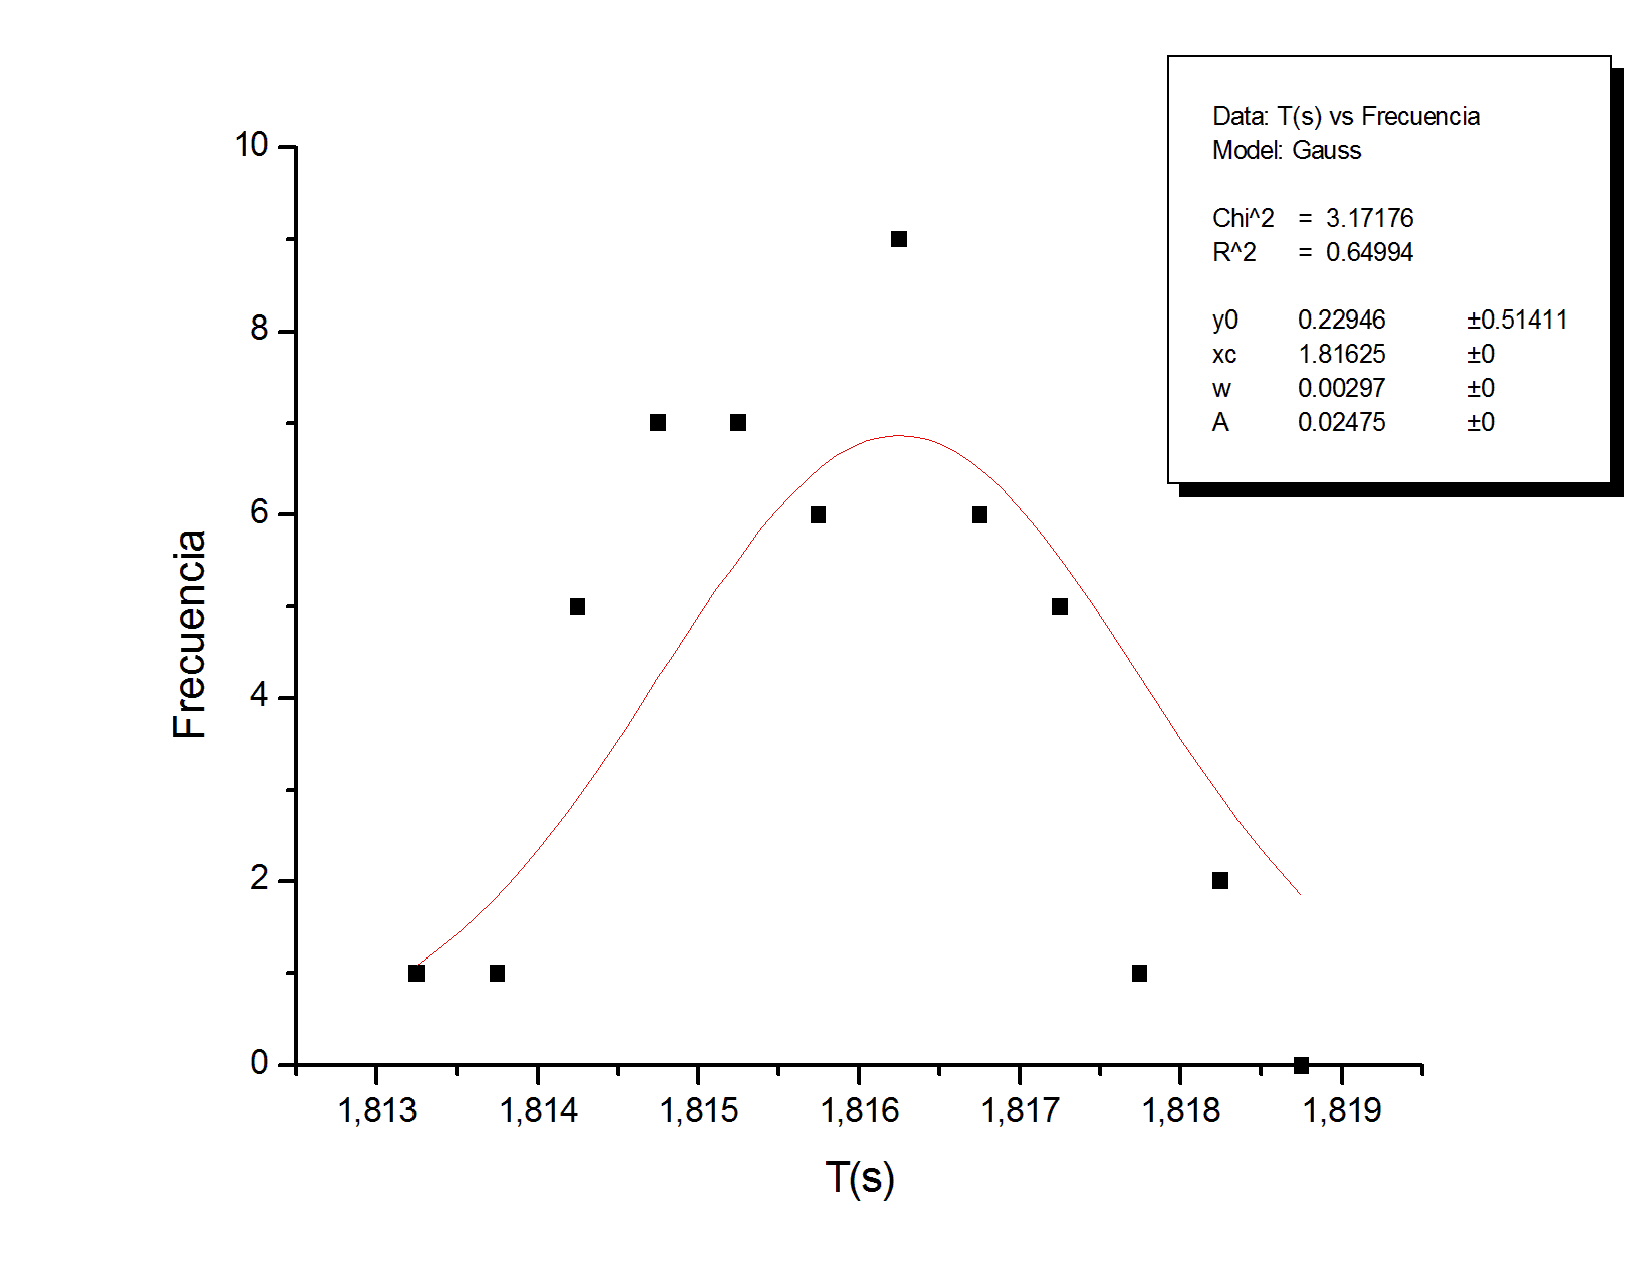 Data: T(s) vs Frecuencia
Model: Gauss
Chi^2 = 3.17176
R^2 = 0.64994
y0 0.22946 ±0.51411
xc 1.81625 ±0
w 0.00297 ±0
A 0.02475 ±0
10
8
6
4
2
0
Frecuencia
1,813 1,814 1,815 1,816 1,817 1,818 1,819
T(s)